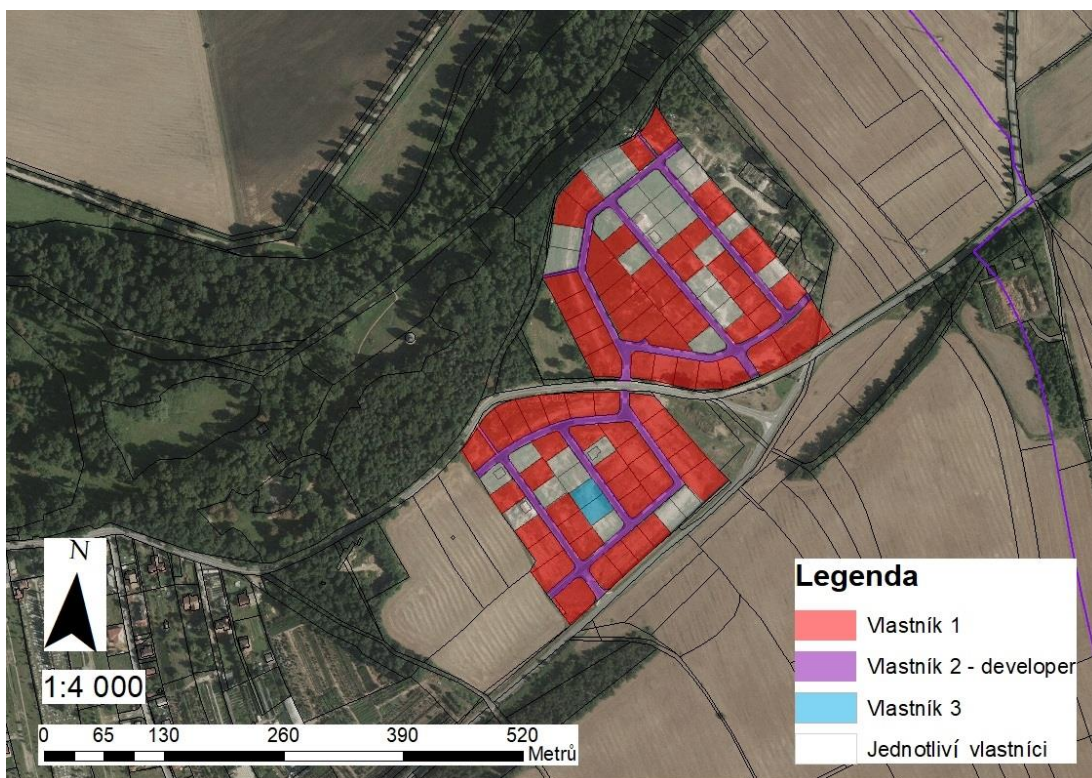 N
1:4 000
0 65 130 260 390 520
Metrů
Legenda
Vlastník 1
Vlastník 2 - developer
Vlastník 3
Jednotliví vlastníci